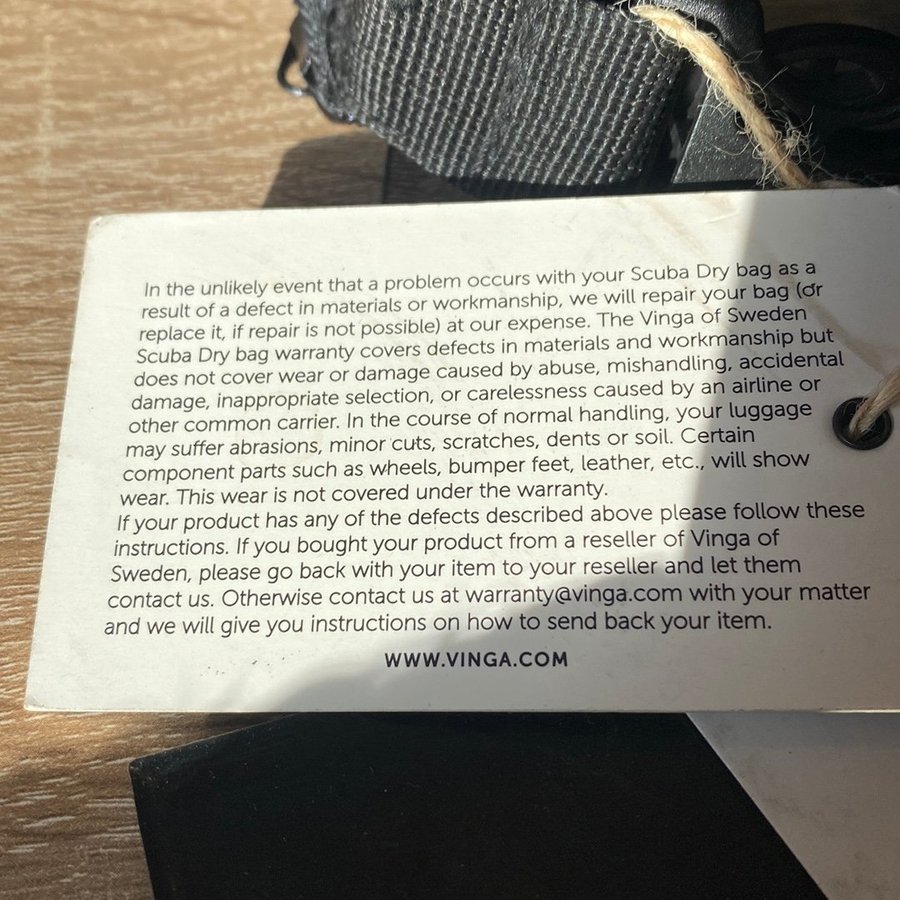 In the unlikely event that a problem occurs with your Scuba Dry bag as a
result of a defect in materials or workmanship, we will repair your bag (or
replace it, if repair is not possible) at our expense. The Vinga of Sweden
Scuba Dry bag warranty covers defects in materials and workmanship but
does not cover wear or damage caused by abuse, mishandling, accidental
damage, inappropriate selection, or carelessness caused by an airline or
other common carrier. In the course of normal handling, your luggage
may suffer abrasions, minor cuts, scratches, dents or soil. Certain
component parts such as wheels, bumper feet, leather, etc., will show
wear. This wear is not covered under the warranty.
If your product has any of the defects described above please follow these
instructions. If you bought your product from a reseller of Vinga of
Sweden, please go back with your item to your reseller and let them
contact us. Otherwise contact us at warranty@vinga.com with your matter
and we will give you instructions on how to send back your item.
WWW.VINGA.COM